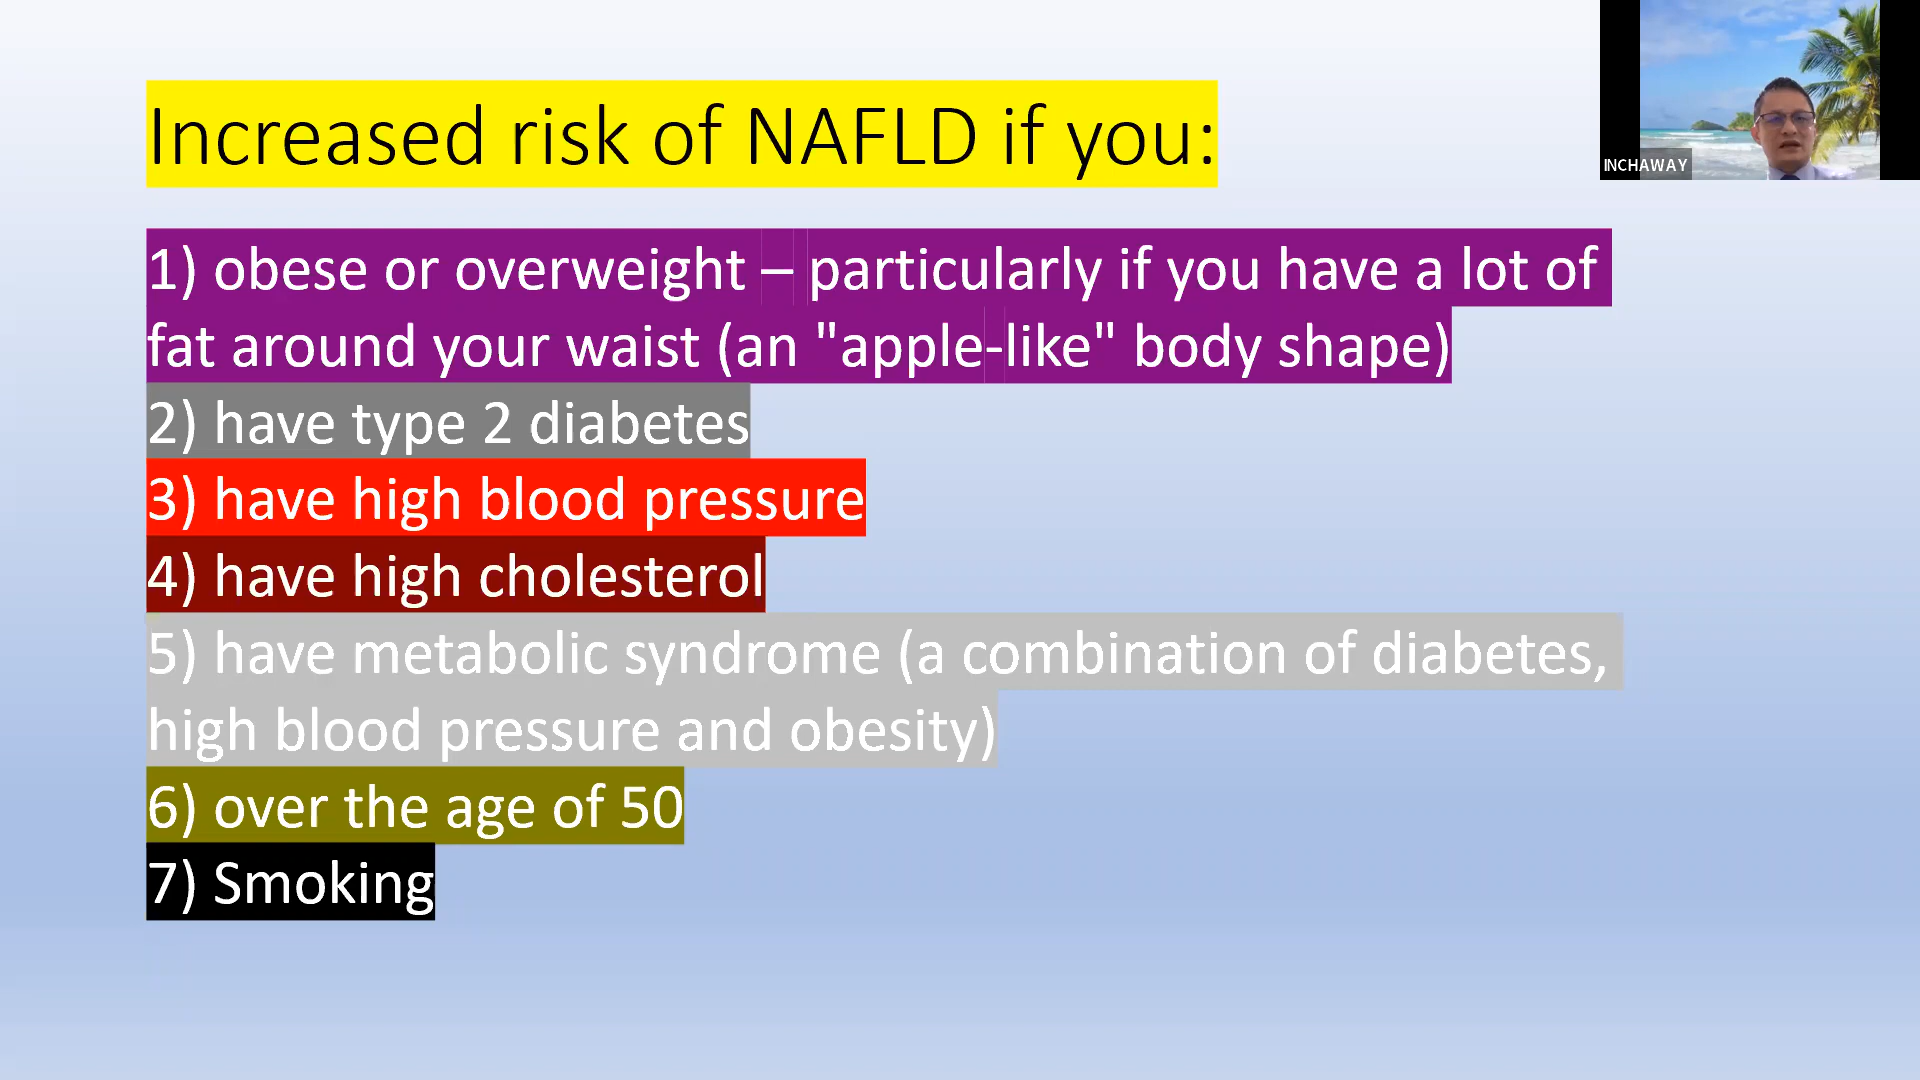 Increased risk of NAFLD if you:
INCHAWAY
1) obese or overweight – particularly if you have a lot of
fat around your waist (an "apple-like" body shape)
2) have type 2 diabetes
3) have high blood pressure
4) have high cholesterol
5) have metabolic syndrome (a combination of diabetes,
high blood pressure and obesity)
6) over the age of 50
7) Smoking